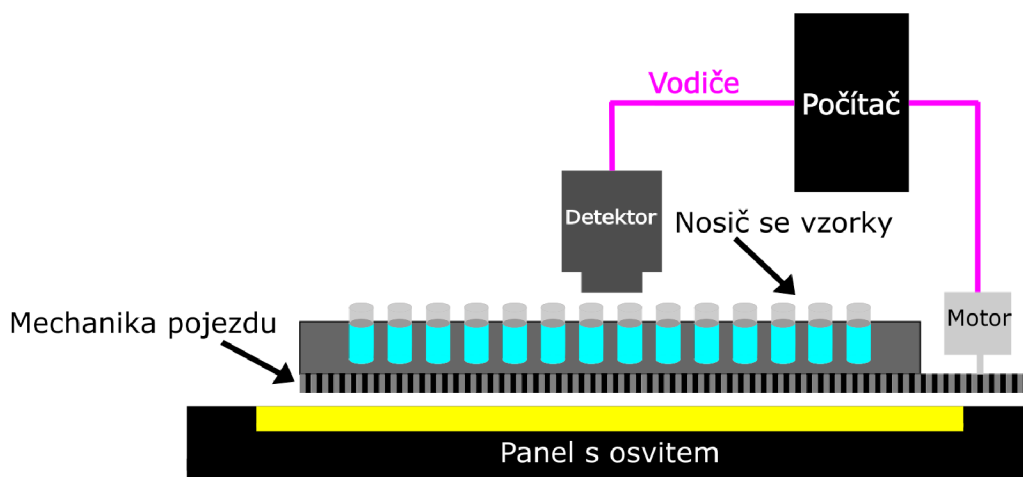 Vodiče
Počítač
Detektor
Nosič se vzorky
Mechanika pojezdu
Motor
Panel s osvitem